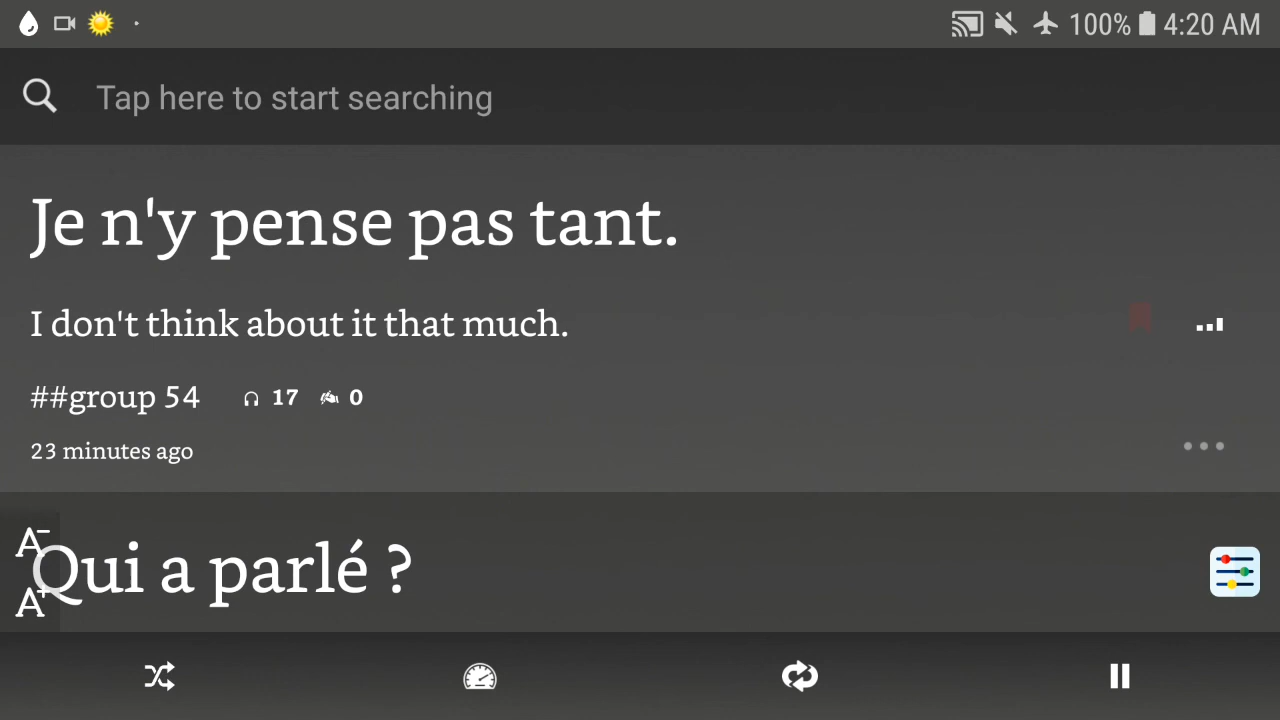 100% 4:20 AM
Tap here to start searching
Je n'y pense pas tant.
I don't think about it that much.
##group 54 17 0
23 minutes ago
A-
Qui a parlé ?
A+